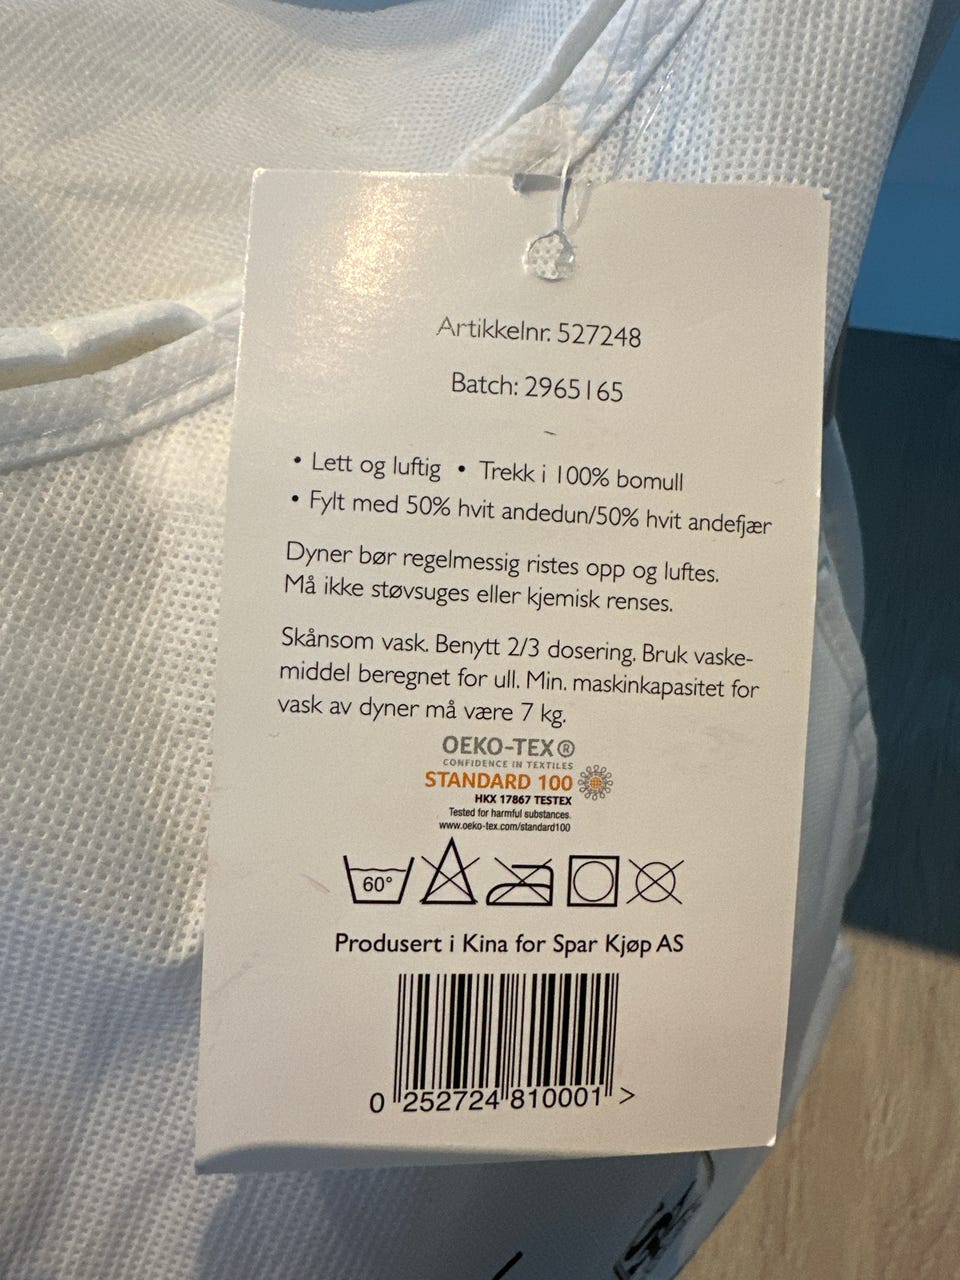 Artikkelnr. 527248
Batch: 2965165
• Lett og luftig • Trekk i 100% bomull
• Fylt med 50% hvit andedun/50% hvit andefjær
Dyner bør regelmessig ristes opp og luftes.
Må ikke støvsuges eller kjemisk renses.
Skånsom vask. Benytt 2/3 dosering. Bruk vaske-
middel beregnet for ull. Min. maskinkapasitet for
vask av dyner må være 7 kg.
OEKO-TEX®
CONFIDENCE IN TEXTILES
STANDARD 100
HKX 17867 TESTEX
Tested for harmful substances.
www.oeko-tex.com/standard100
60°
Produsert i Kina for Spar Kjøp AS
0 252724 810001 >